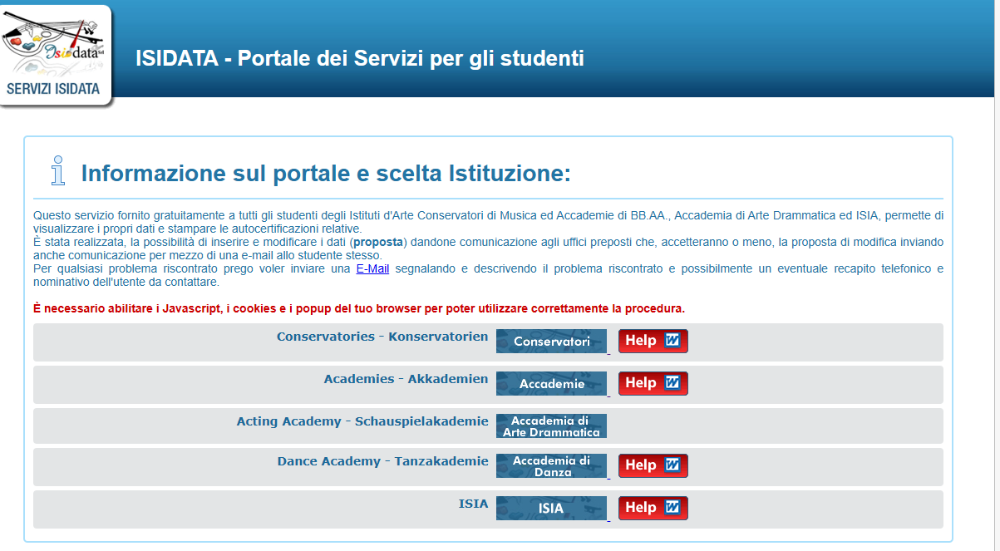 Isidata srl
SERVIZI ISIDATA
ISIDATA - Portale dei Servizi per gli studenti
Informazione sul portale e scelta Istituzione:
Questo servizio fornito gratuitamente a tutti gli studenti degli Istituti d'Arte Conservatori di Musica ed Accademie di BB.AA., Accademia di Arte Drammatica ed ISIA, permette di
visualizzare i propri dati e stampare le autocertificazioni relative.
È stata realizzata, la possibilità di inserire e modificare i dati (proposta) dandone comunicazione agli uffici preposti che, accetteranno o meno, la proposta di modifica inviando
anche comunicazione per mezzo di una e-mail allo studente stesso.
Per qualsiasi problema riscontrato prego voler inviare una E-Mail segnalando e descrivendo il problema riscontrato e possibilmente un eventuale recapito telefonico e
nominativo dell'utente da contattare.
È necessario abilitare i Javascript, i cookies e i popup del tuo browser per poter utilizzare correttamente la procedura.
Conservatories - Konservatorien Conservatori Help W
Academies - Akkademien Accademie Help W
Acting Academy - Schauspielakademie Accademia di
Arte Drammatica
Dance Academy - Tanzakademie Accademia di
Danza Help W
ISIA ISIA Help W